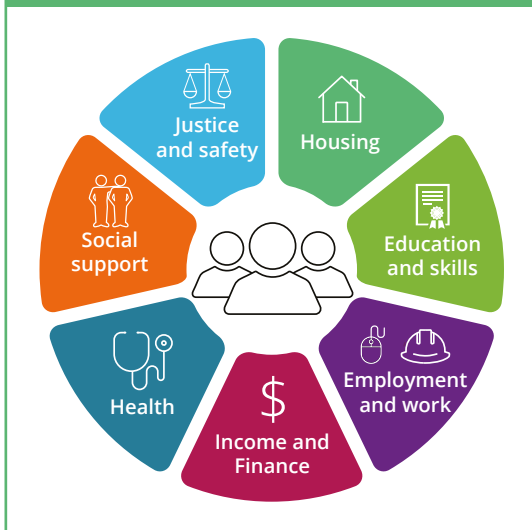 Justice
and safety
Housing
Social
support
Education
and skills
Health
Employment
and work
$
Income and
Finance